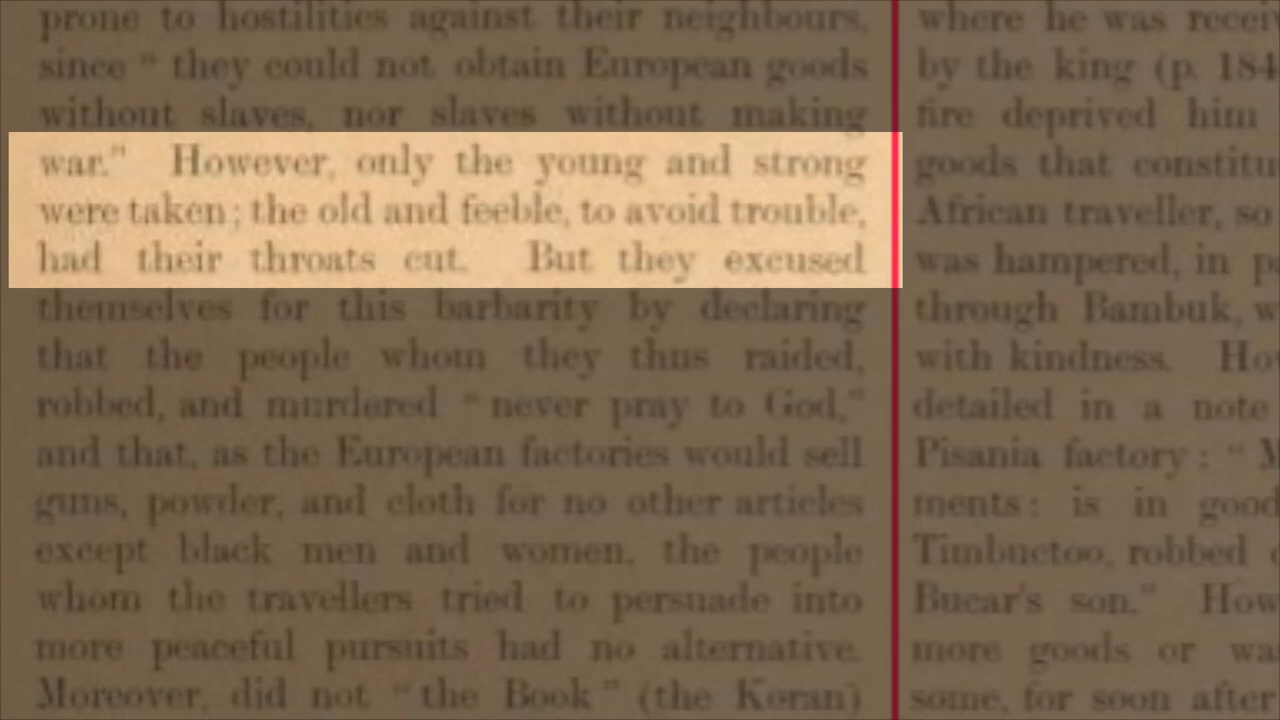 prone to hostilities against their neighbours,
since “ they could not obtain European goods
without slaves, nor slaves without making
war.” However, only the young and strong
were taken; the old and feeble, to avoid trouble,
had their throats cut. But they excused
themselves for this barbarity by declaring
that the people whom they thus raided,
robbed, and murdered “ never pray to God,”
and that, as the European factories would sell
guns, powder, and cloth for no other articles
except black men and women, the people
whom the travellers tried to persuade into
more peaceful pursuits had no alternative.
Moreover, did not “ the Book ” (the Koran)
where he was
by the king (p. 184
fire deprived him
goods that
African traveller, so
was hampered, in
through Bambuk,
with kindness.
detailed in a note
Pisania factory : “ M
ments : is in good
Timbuctoo, robbed
Bucar's son.”
more goods or
some, for soon after